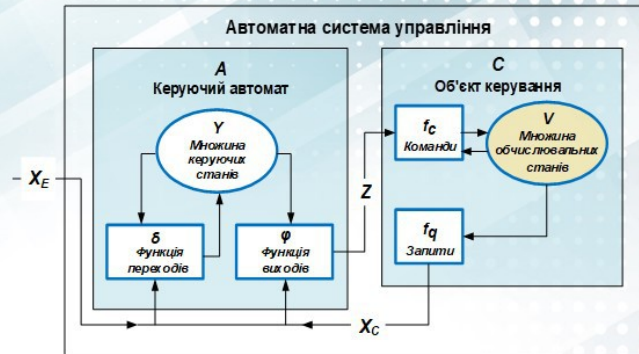 Автоматна система управління
A
Керуючий автомат
Y
Множина
керуючих
станів
δ
Функція
переходів
φ
Функція
виходів
X_E
Z
C
Об'єкт керування
f_C
Команди
V
Множина
обчислювальних
станів
f_q
Запити
X_C